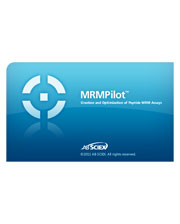 MRMPilot™
Creation and Optimization of Peptide MRM Assays
AB SCIEX
©2010 AB SCIEX. All rights reserved.